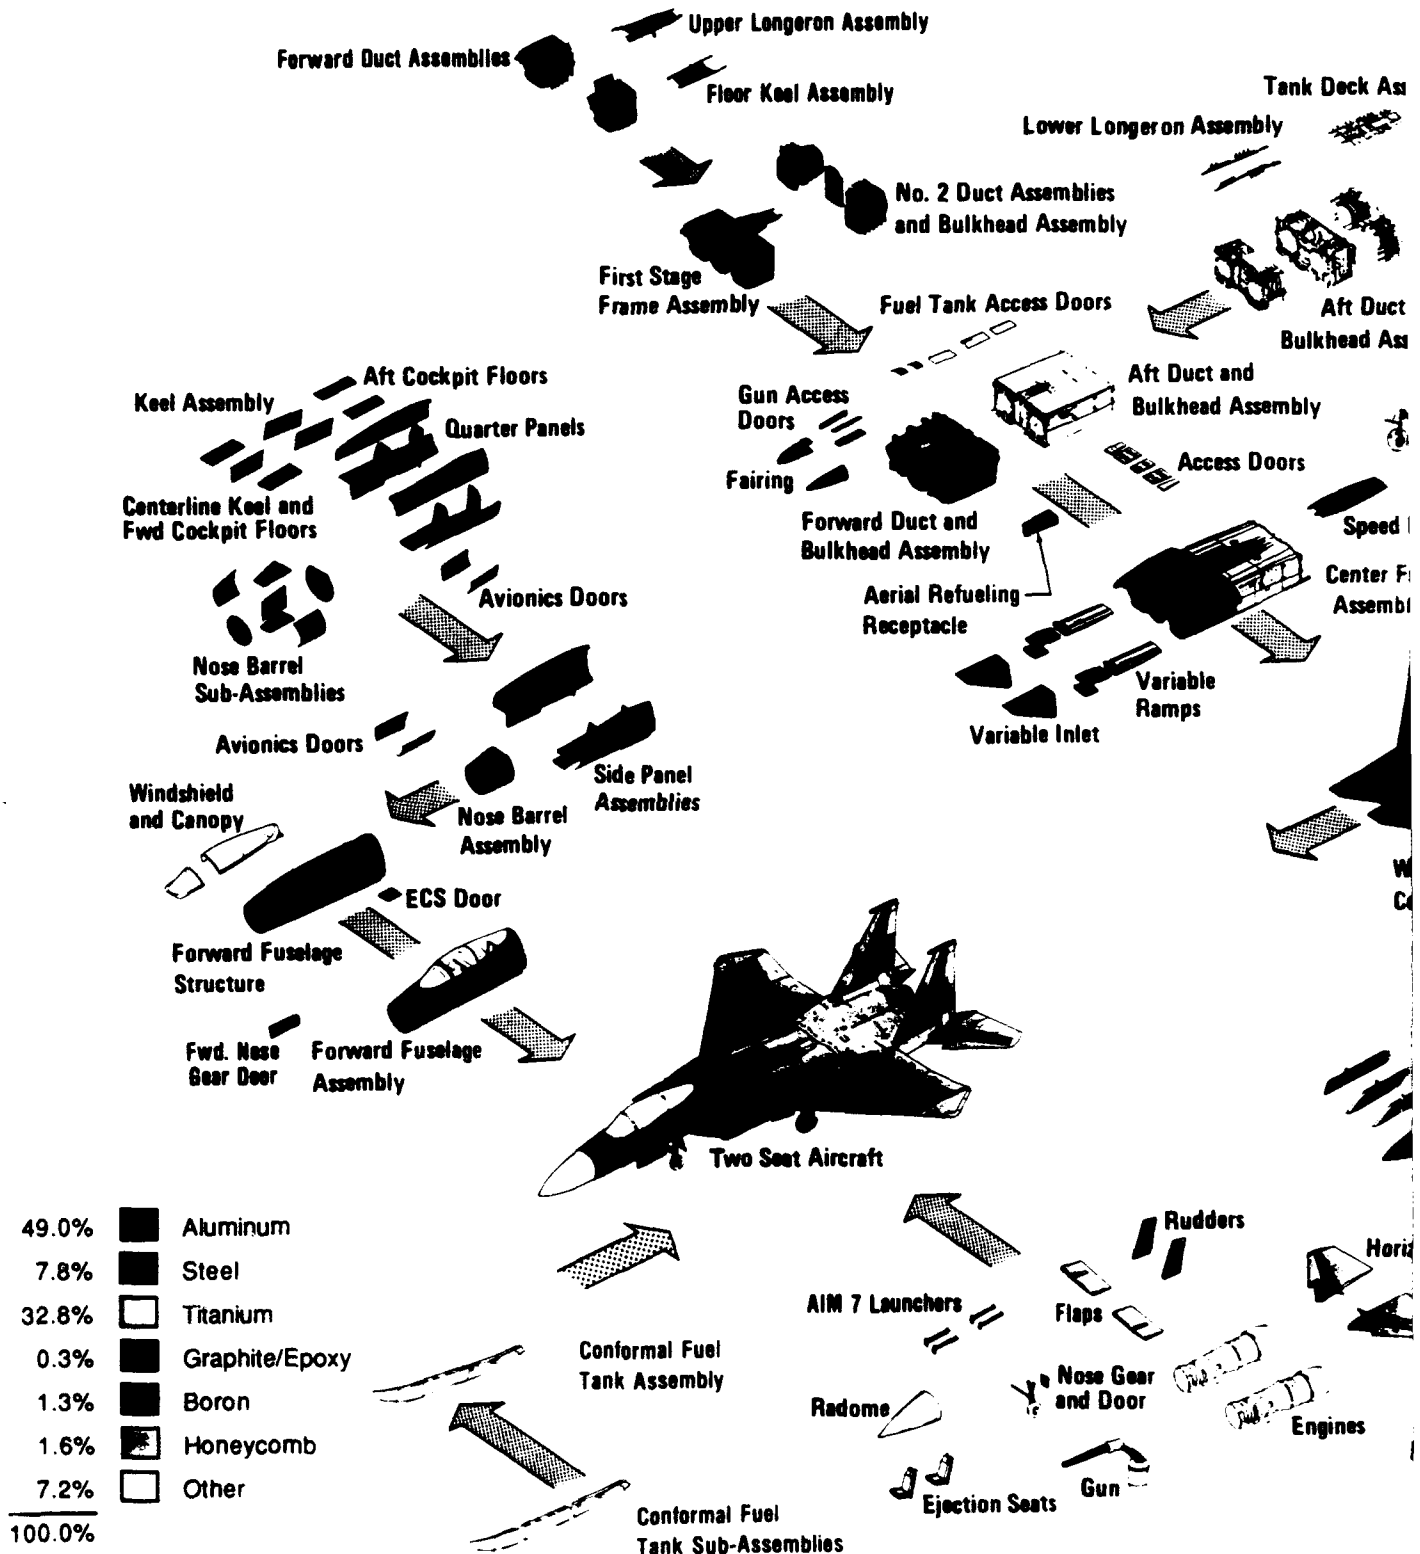 Upper Longeron Assembly
Forward Duct Assemblies
Floor Keel Assembly
Tank Deck
Lower Longeron Assembly
No. 2 Duct Assemblies
and Bulkhead Assembly
First Stage
Frame Assembly
Fuel Tank Access Doors
Aft Duct
Bulkhead
Aft Cockpit Floors
Keel Assembly
Quarter Panels
Gun Access
Doors
Aft Duct and
Bulkhead Assembly
Fairing
Access Doors
Centerline Keel and
Fwd Cockpit Floors
Forward Duct and
Bulkhead Assembly
Speed
Avionics Doors
Aerial Refueling
Receptacle
Center
Nose Barrel
Sub-Assemblies
Variable
Ramps
Variable Inlet
Avionics Doors
Side Panel
Assemblies
Windshield
and Canopy
Nose Barrel
Assembly
ECS Door
Forward Fuselage
Structure
Fwd. Nose
Gear Door
Forward Fuselage
Assembly
Two Seat Aircraft
49.0% Aluminum
7.8% Steel
32.8% Titanium
0.3% Graphite/Epoxy
1.3% Boron
1.6% Honeycomb
7.2% Other
100.0%
Rudders
AIM 7 Launchers
Flaps
Conformal Fuel
Tank Assembly
Nose Gear
and Door
Radome
Engines
Gun
Ejection Seats
Conformal Fuel
Tank Sub-Assemblies